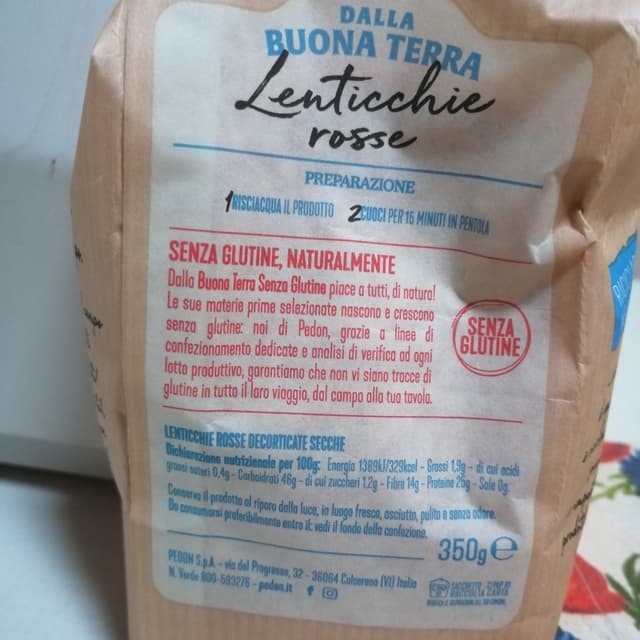 DALLA
BUONA TERRA
Lenticchie
rosse
PREPARAZIONE
1 RISCIACQUA IL PRODOTTO 2 CUOCI PER 15 MINUTI IN PENTOLA
SENZA GLUTINE, NATURALMENTE
Dalla Buona Terra Senza Glutine piace a tutti, di natura!
Le sue materie prime selezionate nascono e crescono
senza glutine: noi di Pedon, grazie a linee di
confezionamento dedicate e analisi di verifica ad ogni
lotto produttivo, garantiamo che non vi siano tracce di
glutine in tutto il loro viaggio, dal campo alla tua tavola.
SENZA
GLUTINE
LENTICCHIE ROSSE DECORTICATE SECCHE
Dichiarazione nutrizionale per 100g: Energia 1389kJ/329kcal - Grassi 1,9g - di cui acidi
grassi saturi 0,4g - Carboidrati 46g - di cui zuccheri 1,2g - Fibre 14g - Proteine 25g - Sale 0g.
Conservare il prodotto al riparo dalla luce, in luogo fresco, asciutto, pulito e senza odore.
Da consumarsi preferibilmente entro il: vedi il fondo della confezione.
350g e
PEDON S.p.A. - via del Progresso, 32 - 36064 Colceresa (VI) Italia
N. Verde 800-583276 - pedon.it